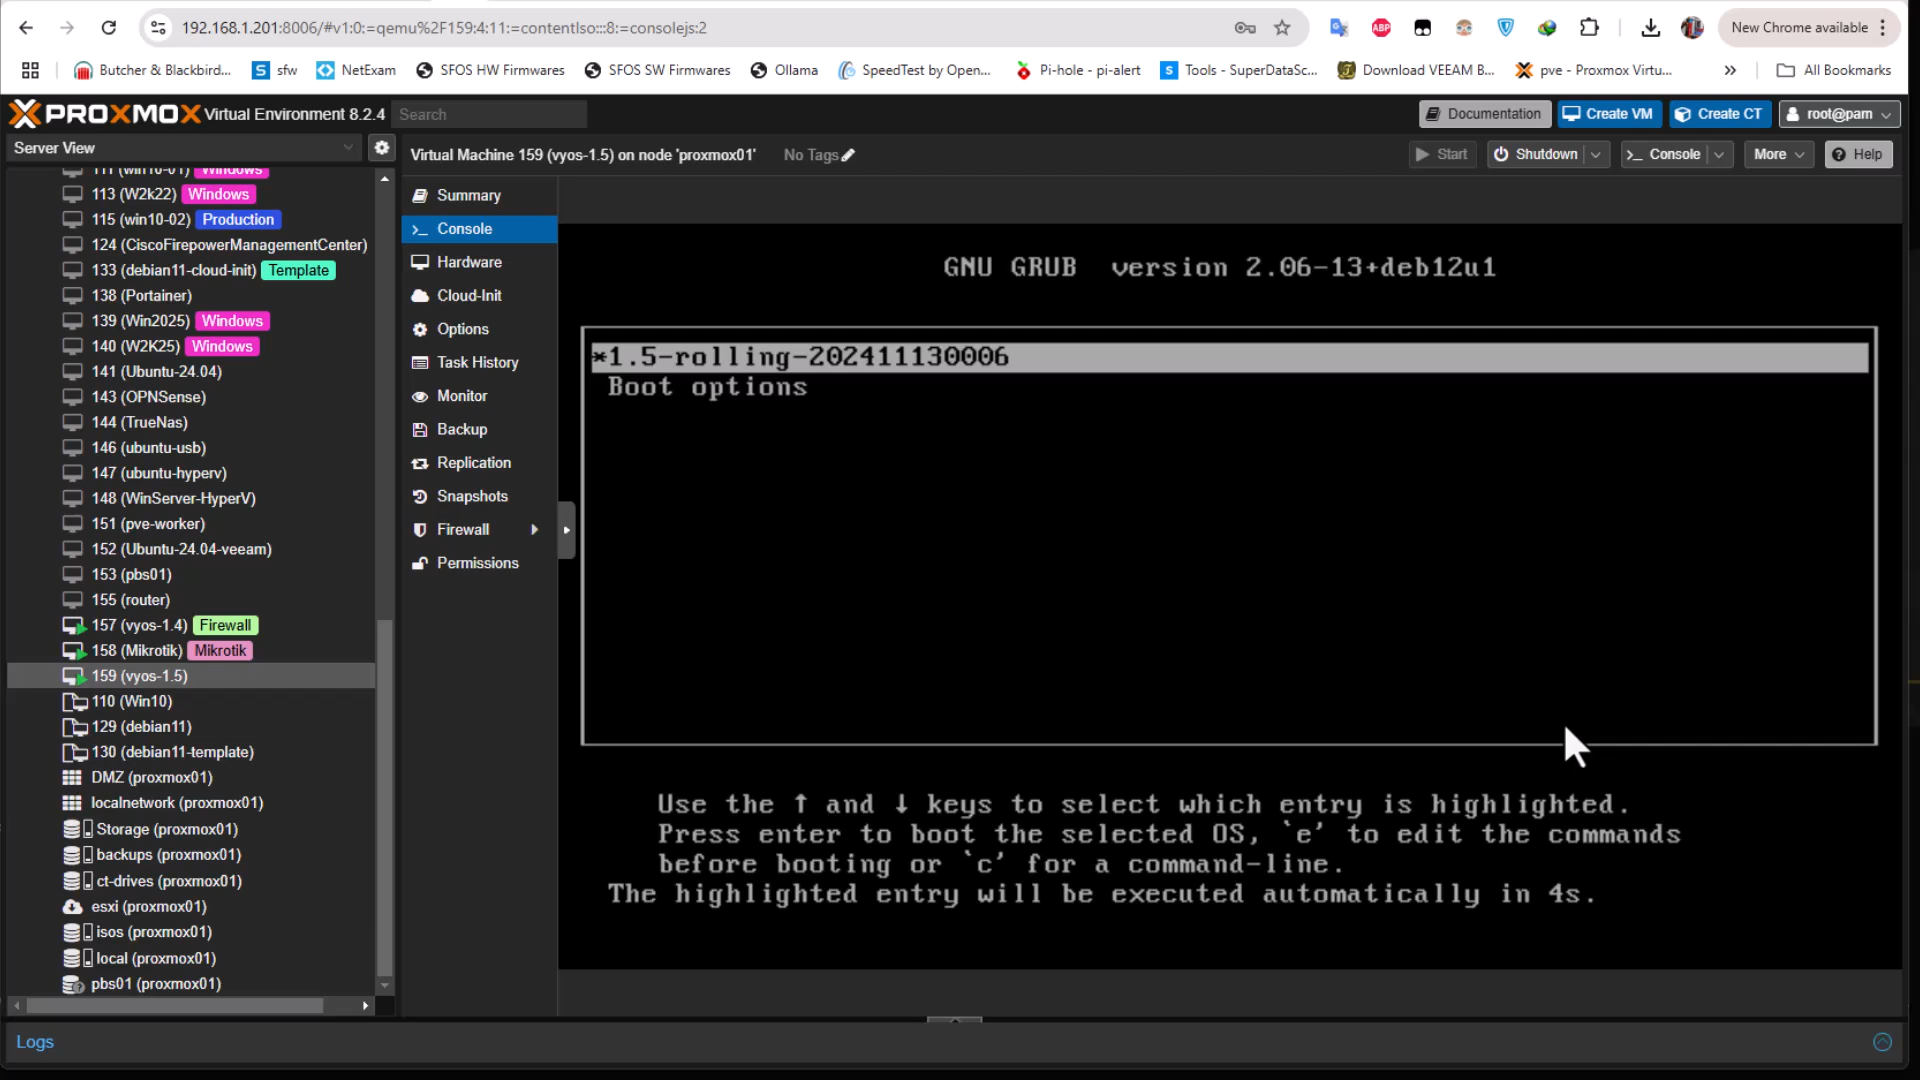 192.168.1.201:8006/#v1:0:=qemu%2F159:4:11:=contentIso:::8:=consolejs:2
New Chrome available
Butcher & Blackbird...
sfw
NetExam
SFOS HW Firmwares
SFOS SW Firmwares
Ollama
SpeedTest by Open...
Pi-hole - pi-alert
Tools - SuperDataSc...
Download VEEAM B...
pve - Proxmox Virtu...
All Bookmarks
PROXMOX Virtual Environment 8.2.4
Search
Documentation
Create VM
Create CT
root@pam
Server View
Virtual Machine 159 (vyos-1.5) on node 'proxmox01'
No Tags
Start
Shutdown
Console
More
Help
111 (win10-01) Windows
113 (W2k22) Windows
115 (win10-02) Production
124 (CiscoFirepowerManagementCenter)
133 (debian11-cloud-init) Template
138 (Portainer)
139 (Win2025) Windows
140 (W2K25) Windows
141 (Ubuntu-24.04)
143 (OPNSense)
144 (TrueNas)
146 (ubuntu-usb)
147 (ubuntu-hyperv)
148 (WinServer-HyperV)
151 (pve-worker)
152 (Ubuntu-24.04-veeam)
153 (pbs01)
155 (router)
157 (vyos-1.4) Firewall
158 (Mikrotik) Mikrotik
159 (vyos-1.5)
110 (Win10)
129 (debian11)
130 (debian11-template)
DMZ (proxmox01)
localnetwork (proxmox01)
Storage (proxmox01)
backups (proxmox01)
ct-drives (proxmox01)
esxi (proxmox01)
isos (proxmox01)
local (proxmox01)
pbs01 (proxmox01)
Summary
Console
Hardware
Cloud-Init
Options
Task History
Monitor
Backup
Replication
Snapshots
Firewall
Permissions
GNU GRUB version 2.06-13+deb12u1
*1.5-rolling-202411130006
Boot options
Use the ↑ and ↓ keys to select which entry is highlighted.
Press enter to boot the selected OS, `e' to edit the commands
before booting or `c' for a command-line.
The highlighted entry will be executed automatically in 4s.
Logs